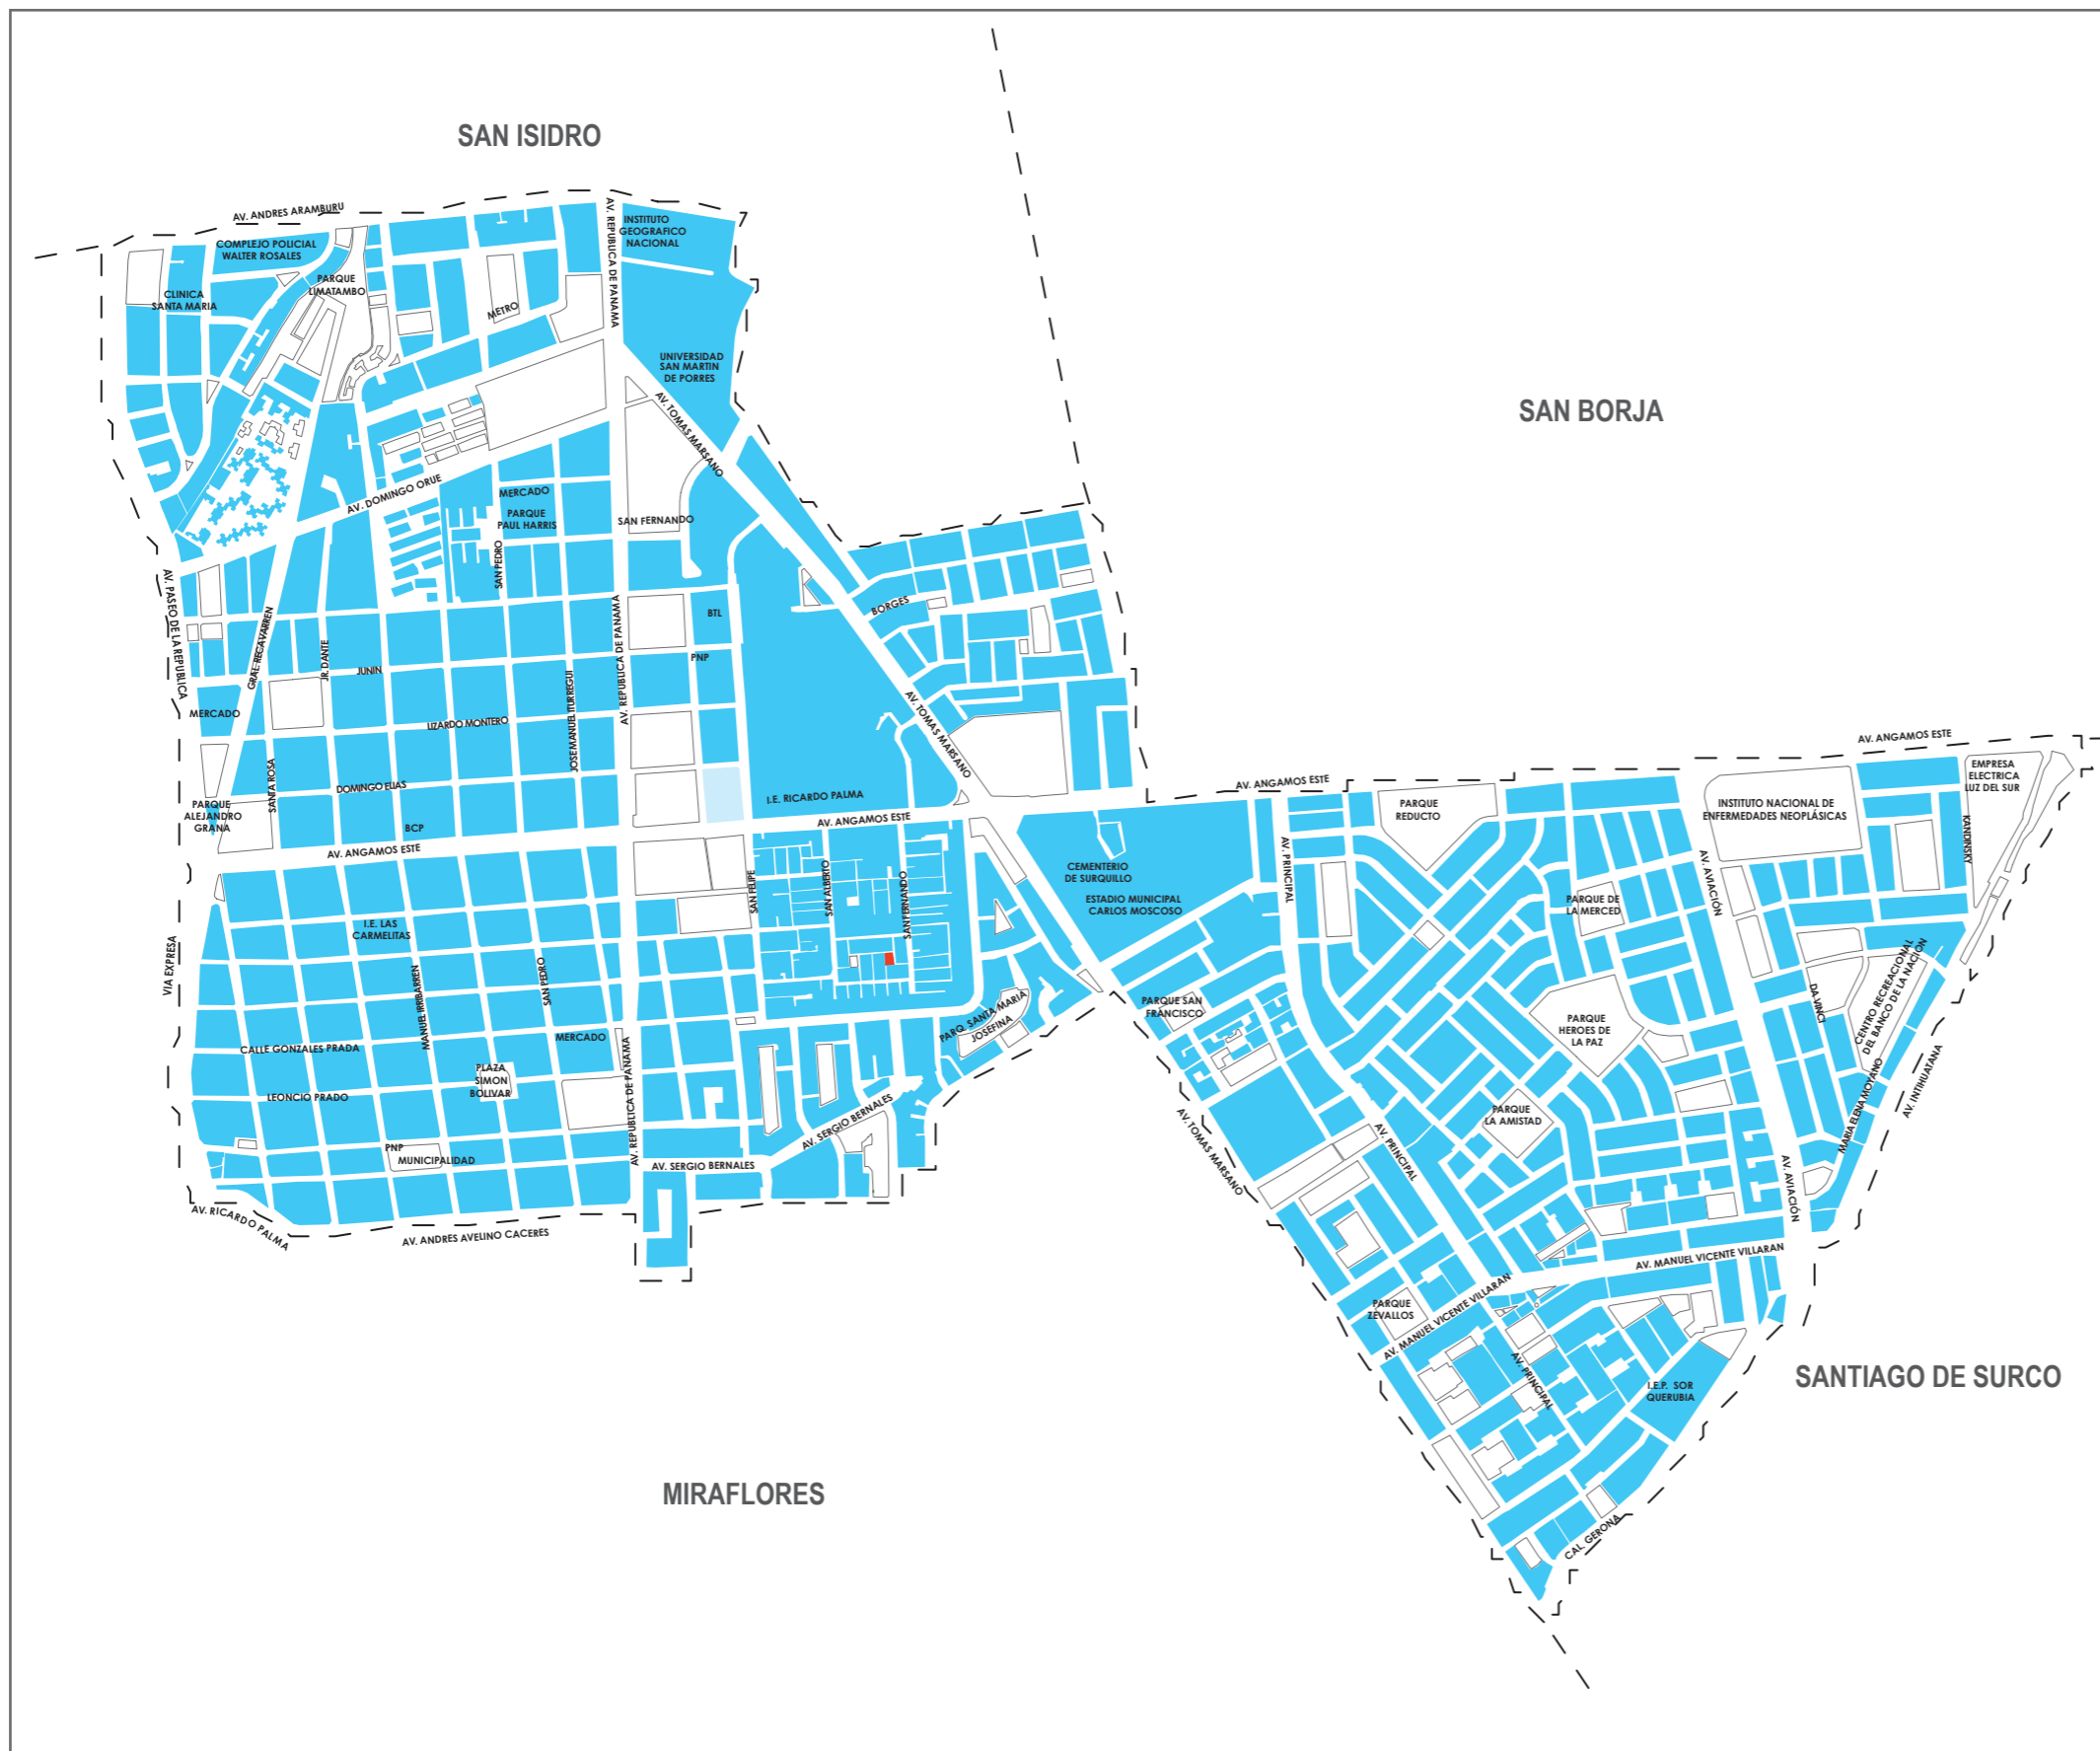 SAN ISIDRO
AV. ANDRES ARAMBURU
COMPLEJO POLICIAL
WALTER ROSALES
PARQUE
LIMATAMBO
CLINICA
SANTA MARIA
METRO
AV. REPUBLICA DE PANAMA
INSTITUTO
GEOGRAFICO
NACIONAL
UNIVERSIDAD
SAN MARTIN
DE PORRES
AV. TOMAS MARSANO
SAN BORJA
AV. DOMINGO ORUE
MERCADO
PARQUE
PAUL HARRIS
SAN FERNANDO
SAN PEDRO
AV. PASEO DE LA REPUBLICA
GRAL. RECAVARREN
JR. DANTE
JUNIN
BORGES
BTL
PNP
AV. REPUBLICA DE PANAMA
JOSE MANUEL ITURREGUI
LIZARDO MONTERO
MERCADO
AV. TOMAS MARSANO
SANTA ROSA
DOMINGO ELIAS
PARQUE
ALEJANDRO
GRANA
BCP
I.E. RICARDO PALMA
AV. ANGAMOS ESTE
AV. ANGAMOS ESTE
AV. ANGAMOS ESTE
AV. ANGAMOS ESTE
EMPRESA
ELECTRICA
LUZ DEL SUR
PARQUE
REDUCTO
INSTITUTO NACIONAL DE
ENFERMEDADES NEOPLÁSICAS
KANDINSKY
AV. PRINCIPAL
AV. AVIACIÓN
CEMENTERIO
DE SURQUILLO
ESTADIO MUNICIPAL
CARLOS MOSCOSO
PARQUE DE
LA MERCED
SAN FELIPE
SAN ALBERTO
SAN FERNANDO
I.E. LAS
CARMELITAS
VIA EXPRESA
MANUEL IRRIBARREN
SAN PEDRO
CENTRO RECREACIONAL
DEL BANCO DE LA NACION
DA VINCI
PARQUE SAN
FRANCISCO
PARQ. SANTA MARIA
JOSEFINA
PARQUE
HEROES DE
LA PAZ
MERCADO
CALLE GONZALES PRADA
AV. REPUBLICA DE PANAMA
PLAZA
SIMON
BOLIVAR
LEONCIO PRADO
MARIA ELENA MOYANO
AV. INTIHUATANA
PARQUE
LA AMISTAD
AV. SERGIO BERNALES
AV. TOMAS MARSANO
AV. PRINCIPAL
PNP
MUNICIPALIDAD
AV. SERGIO BERNALES
AV. AVIACIÓN
AV. RICARDO PALMA
AV. ANDRES AVELINO CACERES
AV. MANUEL VICENTE VILLARAN
PARQUE
ZEVALLOS
AV. MANUEL VICENTE VILLARAN
AV. PRINCIPAL
I.E.P. SOR
QUERUBIA
SANTIAGO DE SURCO
MIRAFLORES
CAL. GERONA